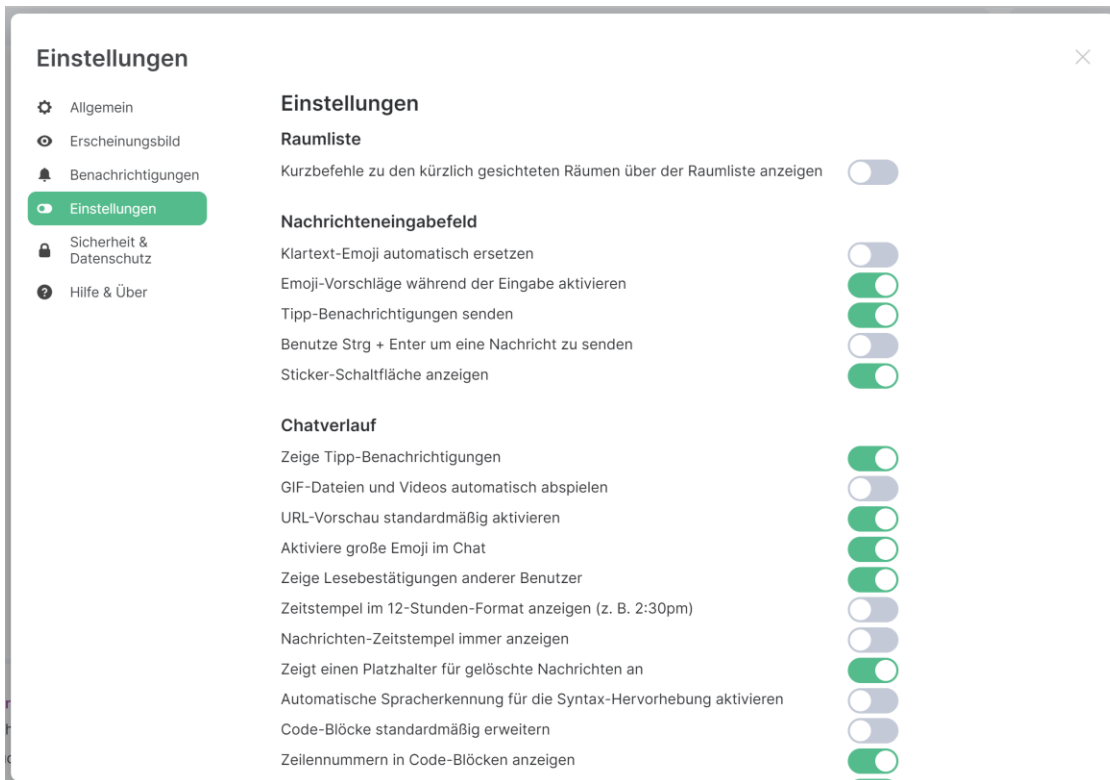 Einstellungen
Allgemein
Erscheinungsbild
Benachrichtigungen
Einstellungen
Sicherheit &
Datenschutz
Hilfe & Über
Einstellungen
Raumliste
Kurzbefehle zu den kürzlich gesichteten Räumen über der Raumliste anzeigen
Nachrichteneingabefeld
Klartext-Emoji automatisch ersetzen
Emoji-Vorschläge während der Eingabe aktivieren
Tipp-Benachrichtigungen senden
Benutze Strg + Enter um eine Nachricht zu senden
Sticker-Schaltfläche anzeigen
Chatverlauf
Zeige Tipp-Benachrichtigungen
GIF-Dateien und Videos automatisch abspielen
URL-Vorschau standardmäßig aktivieren
Aktiviere große Emoji im Chat
Zeige Lesebestätigungen anderer Benutzer
Zeitstempel im 12-Stunden-Format anzeigen (z. B. 2:30pm)
Nachrichten-Zeitstempel immer anzeigen
Zeigt einen Platzhalter für gelöschte Nachrichten an
Automatische Spracherkennung für die Syntax-Hervorhebung aktivieren
Code-Blöcke standardmäßig erweitern
Zeilennummern in Code-Blöcken anzeigen